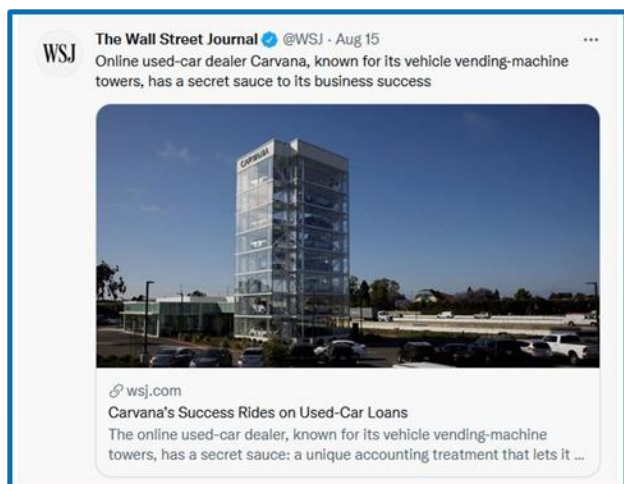 WSJ
The Wall Street Journal @WSJ · Aug 15
Online used-car dealer Carvana, known for its vehicle vending-machine
towers, has a secret sauce to its business success
CARVANA
wsj.com
Carvana's Success Rides on Used-Car Loans
The online used-car dealer, known for its vehicle vending-machine
towers, has a secret sauce: a unique accounting treatment that lets it ...